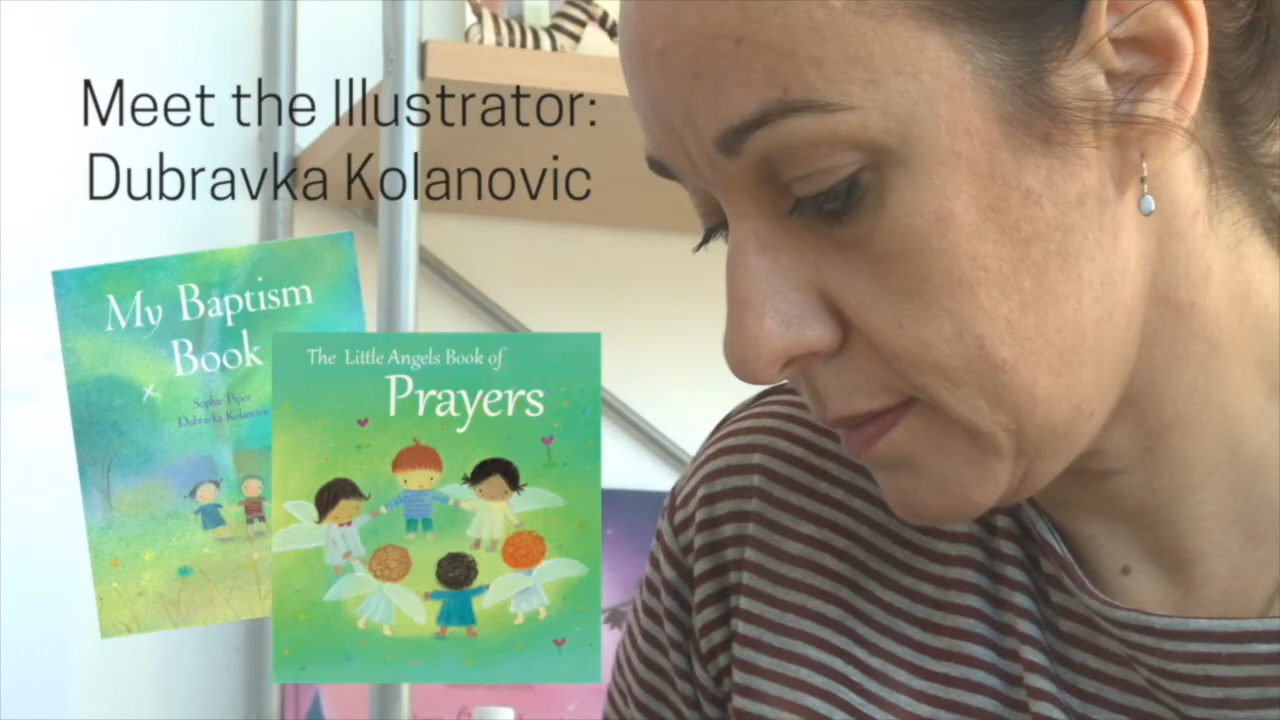 Meet the Illustrator:
Dubravka Kolanovic
My Baptism
Book
Sophie Piper
Dubravka Kolanovic
The Little Angels Book of
Prayers